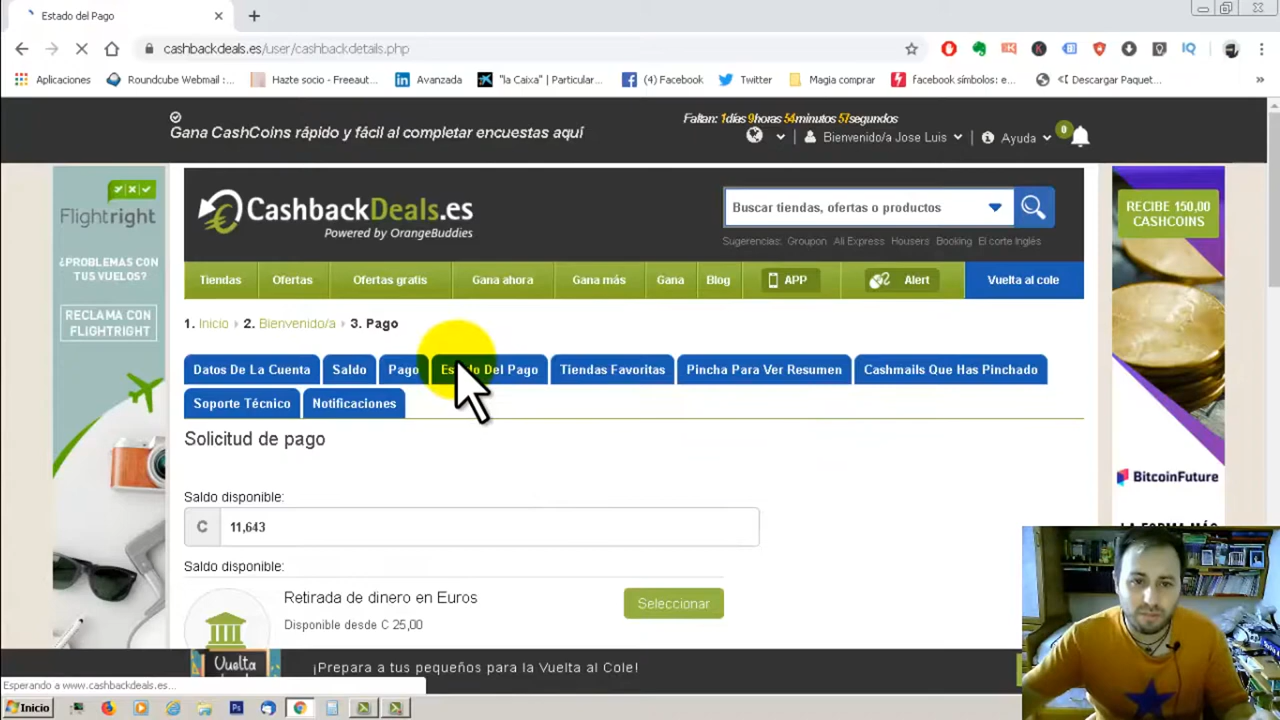 Estado del Pago
cashbackdeals.es/user/cashbackdetails.php
Aplicaciones Roundcube Webmail :... Hazte socio - Freeaut... Avanzada "la Caixa" | Particular... (4) Facebook Twitter Magia comprar facebook símbolos: e... <[ Descargar Paquet... »
Gana CashCoins rápido y fácil al completar encuestas aquí
Faltan: 1días 9horas 54minutos 57segundos
Bienvenido/a Jose Luis Ayuda 0
Flightright
¿PROBLEMAS CON
TUS VUELOS?
RECLAMA CON
FLIGHTRIGHT
CashbackDeals.es
Powered by OrangeBuddies
Buscar tiendas, ofertas o productos
Sugerencias: Groupon Ali Express Housers Booking El corte Inglés
RECIBE 150,00
CASHCOINS
Tiendas Ofertas Ofertas gratis Gana ahora Gana más Gana Blog APP Alert Vuelta al cole
1. Inicio 2. Bienvenido/a 3. Pago
Datos De La Cuenta Saldo Pago Estado Del Pago Tiendas Favoritas Pincha Para Ver Resumen Cashmails Que Has Pinchado
Soporte Técnico Notificaciones
Solicitud de pago
BitcoinFuture
Saldo disponible:
C 11,643
LA FORMA MÁS
Saldo disponible:
Retirada de dinero en Euros
Seleccionar
Disponible desde C 25,00
Vuelta
¡Prepara a tus pequeños para la Vuelta al Cole!
Esperando a www.cashbackdeals.es...
Inicio